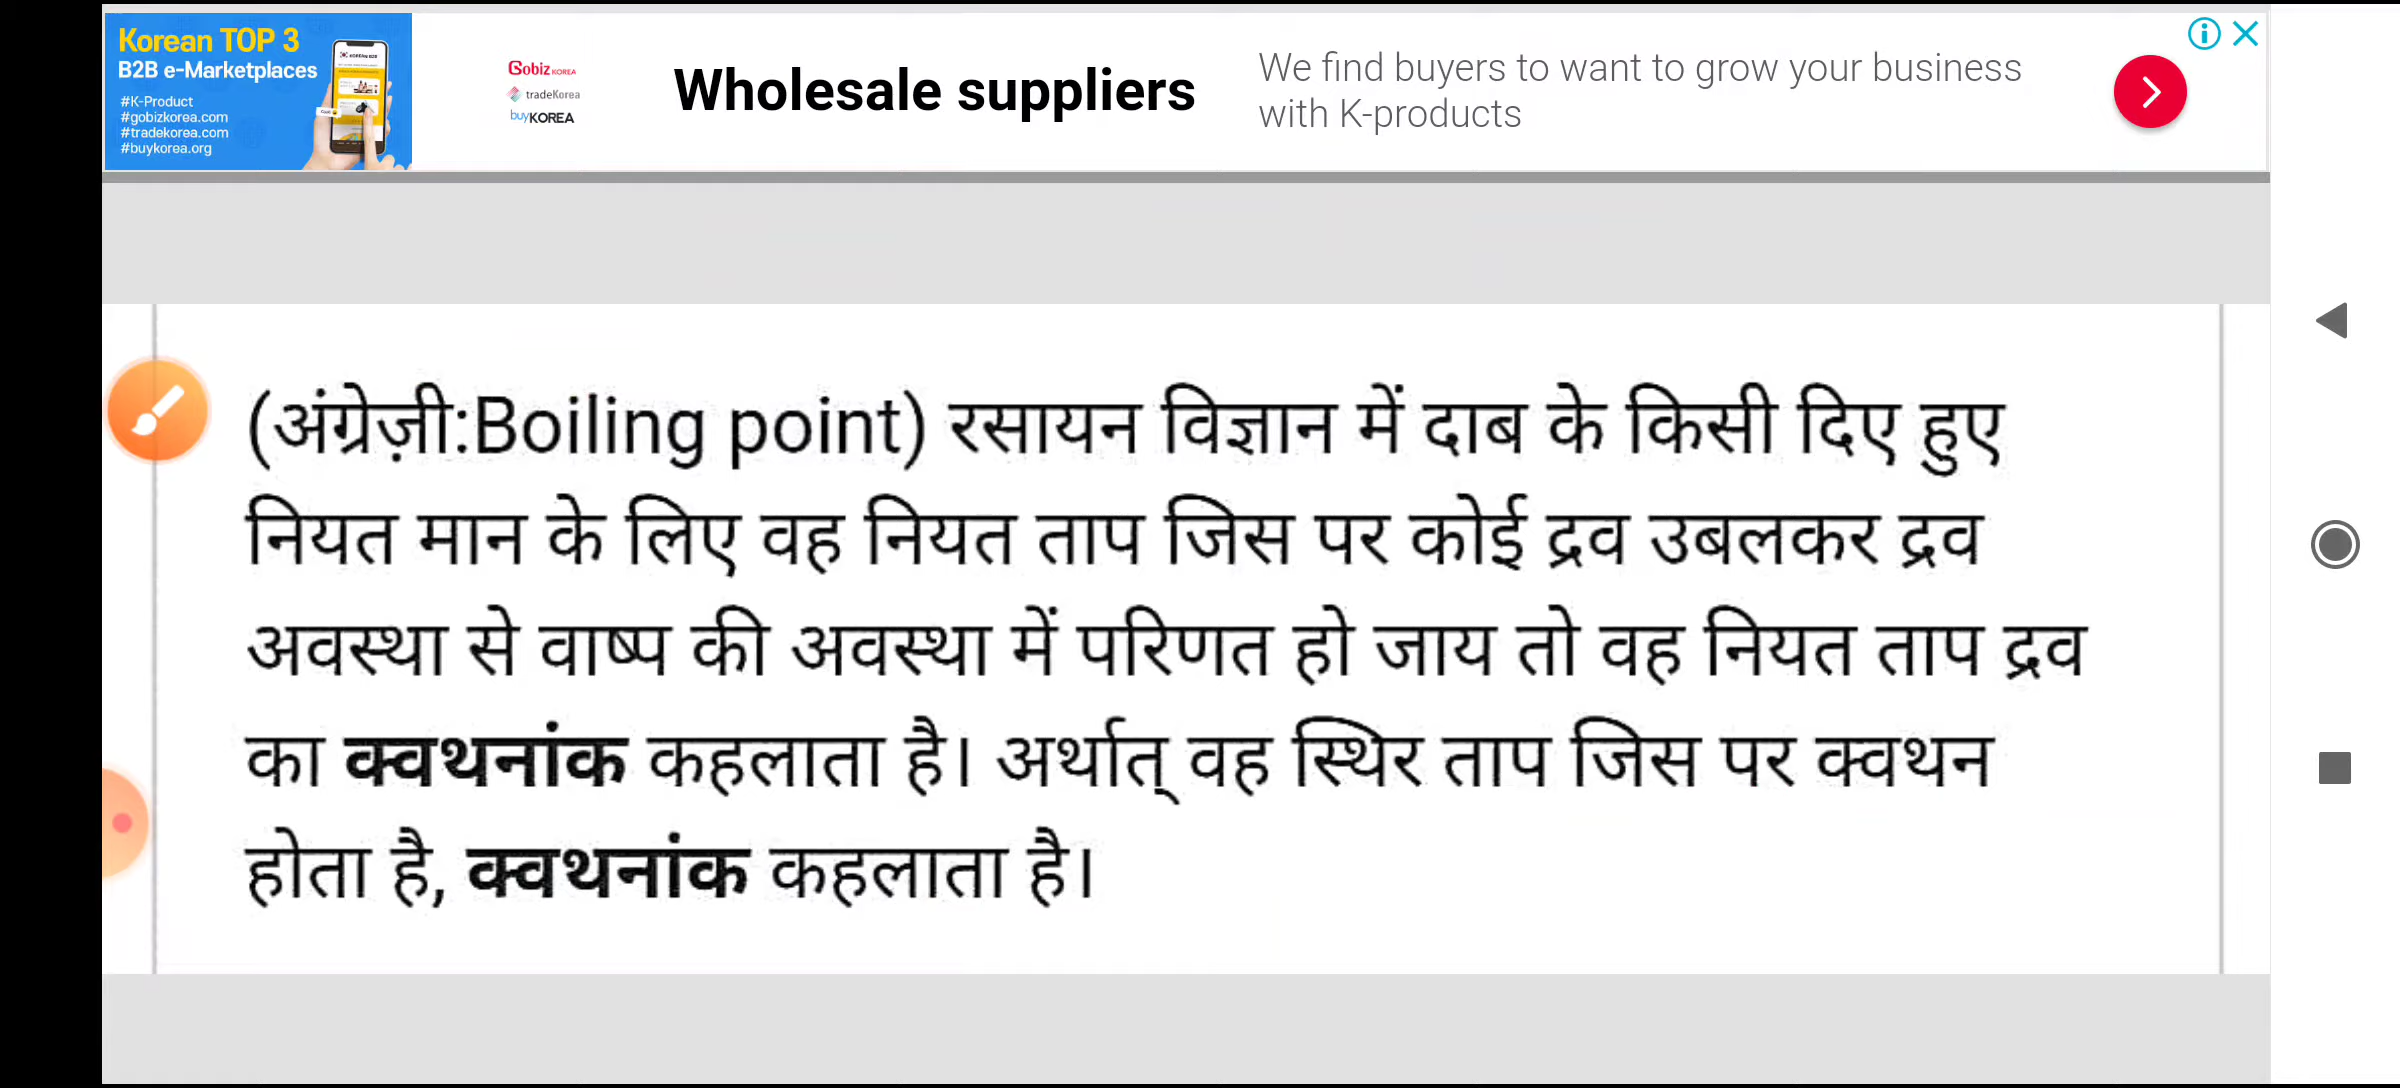 Korean TOP 3
B2B e-Marketplaces
#K-Product
#gobizkorea.com
#tradekorea.com
#buykorea.org
Gobiz KOREA
tradeKorea
buyKOREA
Wholesale suppliers
We find buyers to want to grow your business
with K-products
(अंग्रेज़ी:Boiling point) रसायन विज्ञान में दाब के किसी दिए हुए
नियत मान के लिए वह नियत ताप जिस पर कोई द्रव उबलकर द्रव
अवस्था से वाष्प की अवस्था में परिणत हो जाय तो वह नियत ताप द्रव
का क्वथनांक कहलाता है। अर्थात् वह स्थिर ताप जिस पर क्वथन
होता है, क्वथनांक कहलाता है।